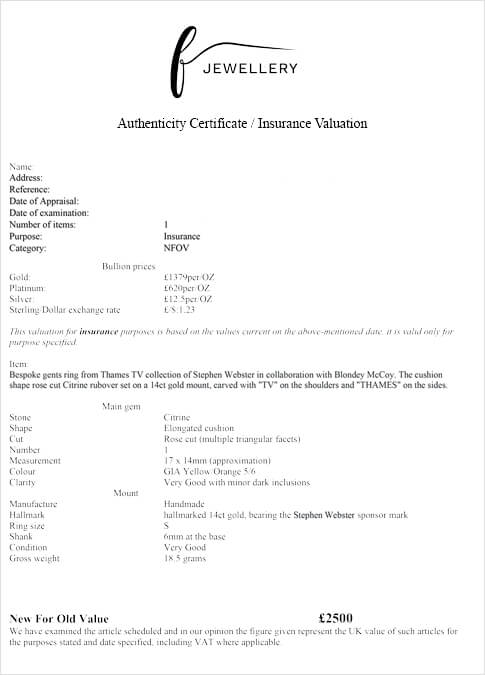 f JEWELLERY
Authenticity Certificate / Insurance Valuation
Name:
Address:
Reference:
Date of Appraisal:
Date of examination:
Number of items: 1
Purpose: Insurance
Category: NFOV
Bullion prices
Gold: £1379per OZ
Platinum: £620per OZ
Silver: £12.5per OZ
Sterling/Dollar exchange rate £/$:1.23
This valuation for insurance purposes is based on the values current on the above-mentioned date, it is valid only for
purpose specified.
Item
Bespoke gents ring from Thames TV collection of Stephen Webster in collaboration with Blondey McCoy. The cushion
shape rose cut Citrine rubover set on a 14ct gold mount, carved with "TV" on the shoulders and "THAMES" on the sides.
Main gem
Stone Citrine
Shape Elongated cushion
Cut Rose cut (multiple triangular facets)
Number 1
Measurement 17 x 14mm (approximation)
Colour GIA Yellow Orange 5/6
Clarity Very Good with minor dark inclusions
Mount
Manufacture Handmade
Hallmark hallmarked 14ct gold, bearing the Stephen Webster sponsor mark
Ring size S
Shank 6mm at the base
Condition Very Good
Gross weight 18.5 grams
New For Old Value £2500
We have examined the article scheduled and in our opinion the figure given represent the UK value of such articles for
the purposes stated and date specified, including VAT where applicable.